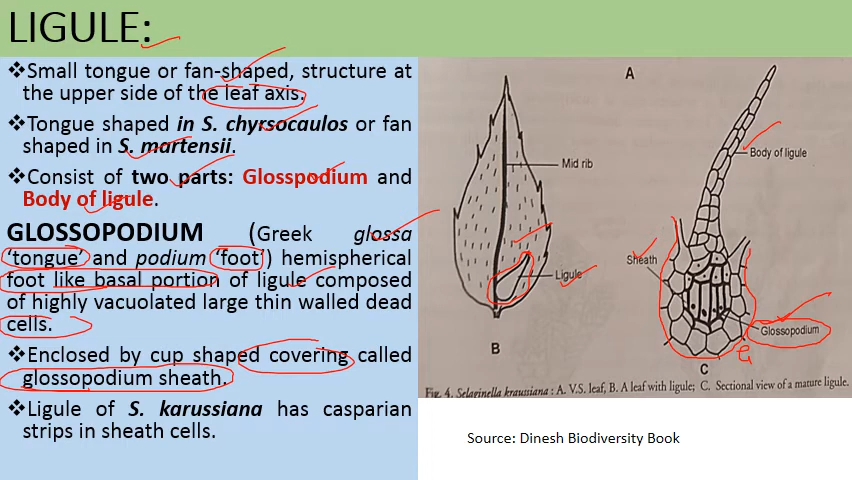 LIGULE:
❖Small tongue or fan-shaped, structure at
the upper side of the leaf axis.
❖Tongue shaped in S. chyrsocaulos or fan
shaped in S. martensii.
❖Consist of two parts: Glosspodium and
Body of ligule.
GLOSSOPODIUM (Greek glossa
‘tongue’ and podium ‘foot’) hemispherical
foot like basal portion of ligule composed
of highly vacuolated large thin walled dead
cells.
❖Enclosed by cup shaped covering called
glossopodium sheath.
❖Ligule of S. karussiana has casparian
strips in sheath cells.
A
Mid rib
Ligule
B
Body of ligule
Sheath
Glossopodium
C
Fig. 4. Selaginella kraussiana : A. V.S. leaf, B. A leaf with ligule; C. Sectional view of a mature ligule.
Source: Dinesh Biodiversity Book